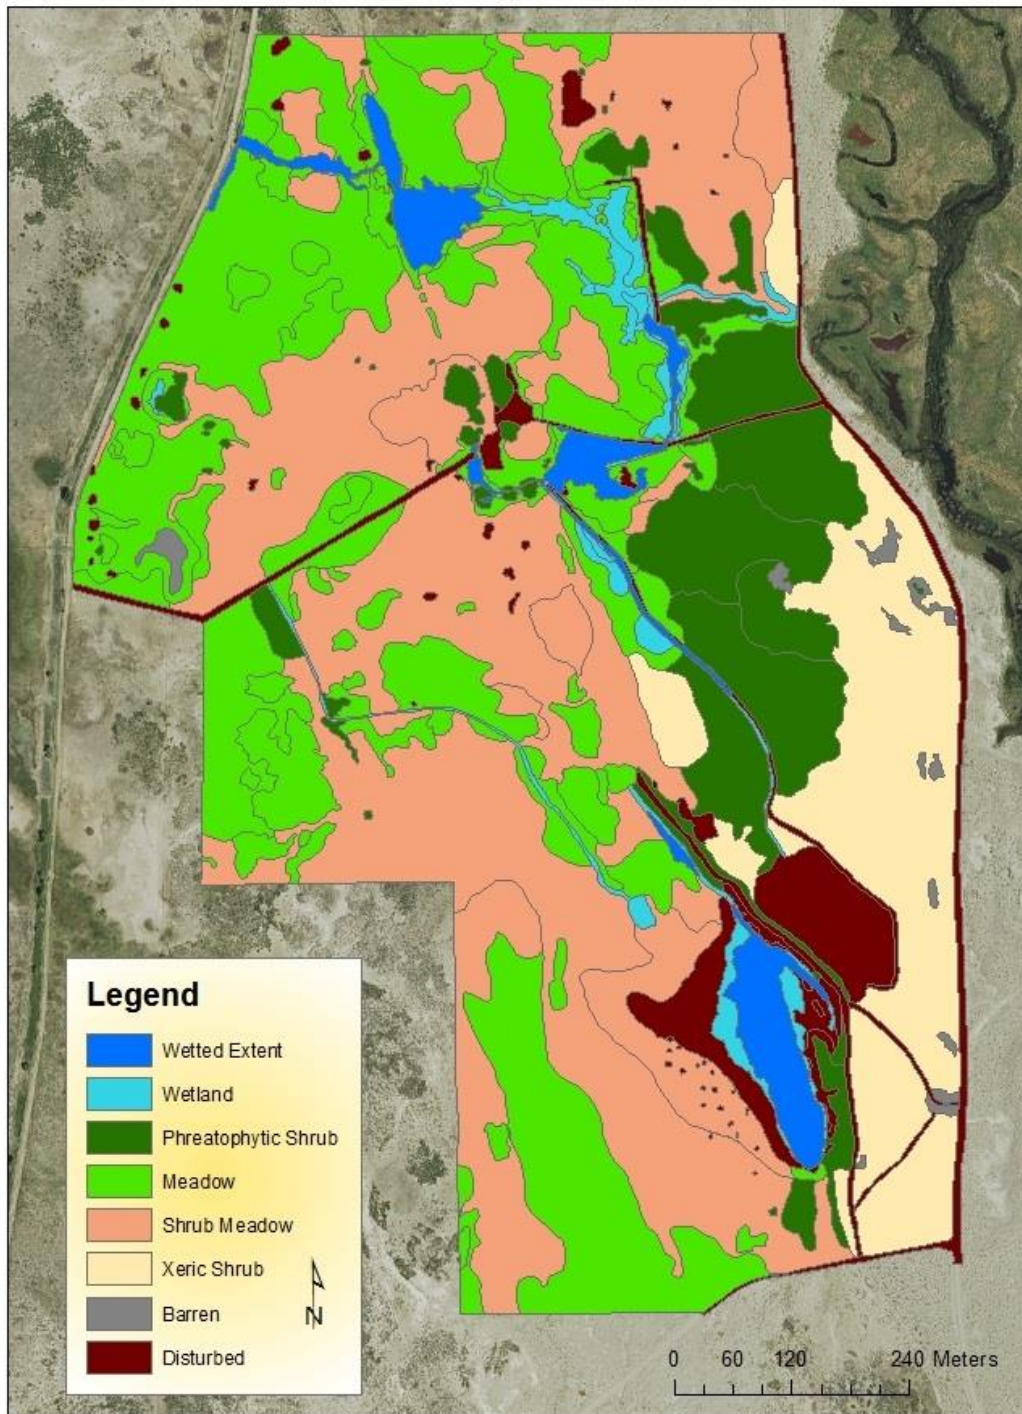 Legend
Wetted Extent
Wetland
Phreatophytic Shrub
Meadow
Shrub Meadow
Xeric Shrub
Barren
Disturbed
N
0 60 120 240 Meters